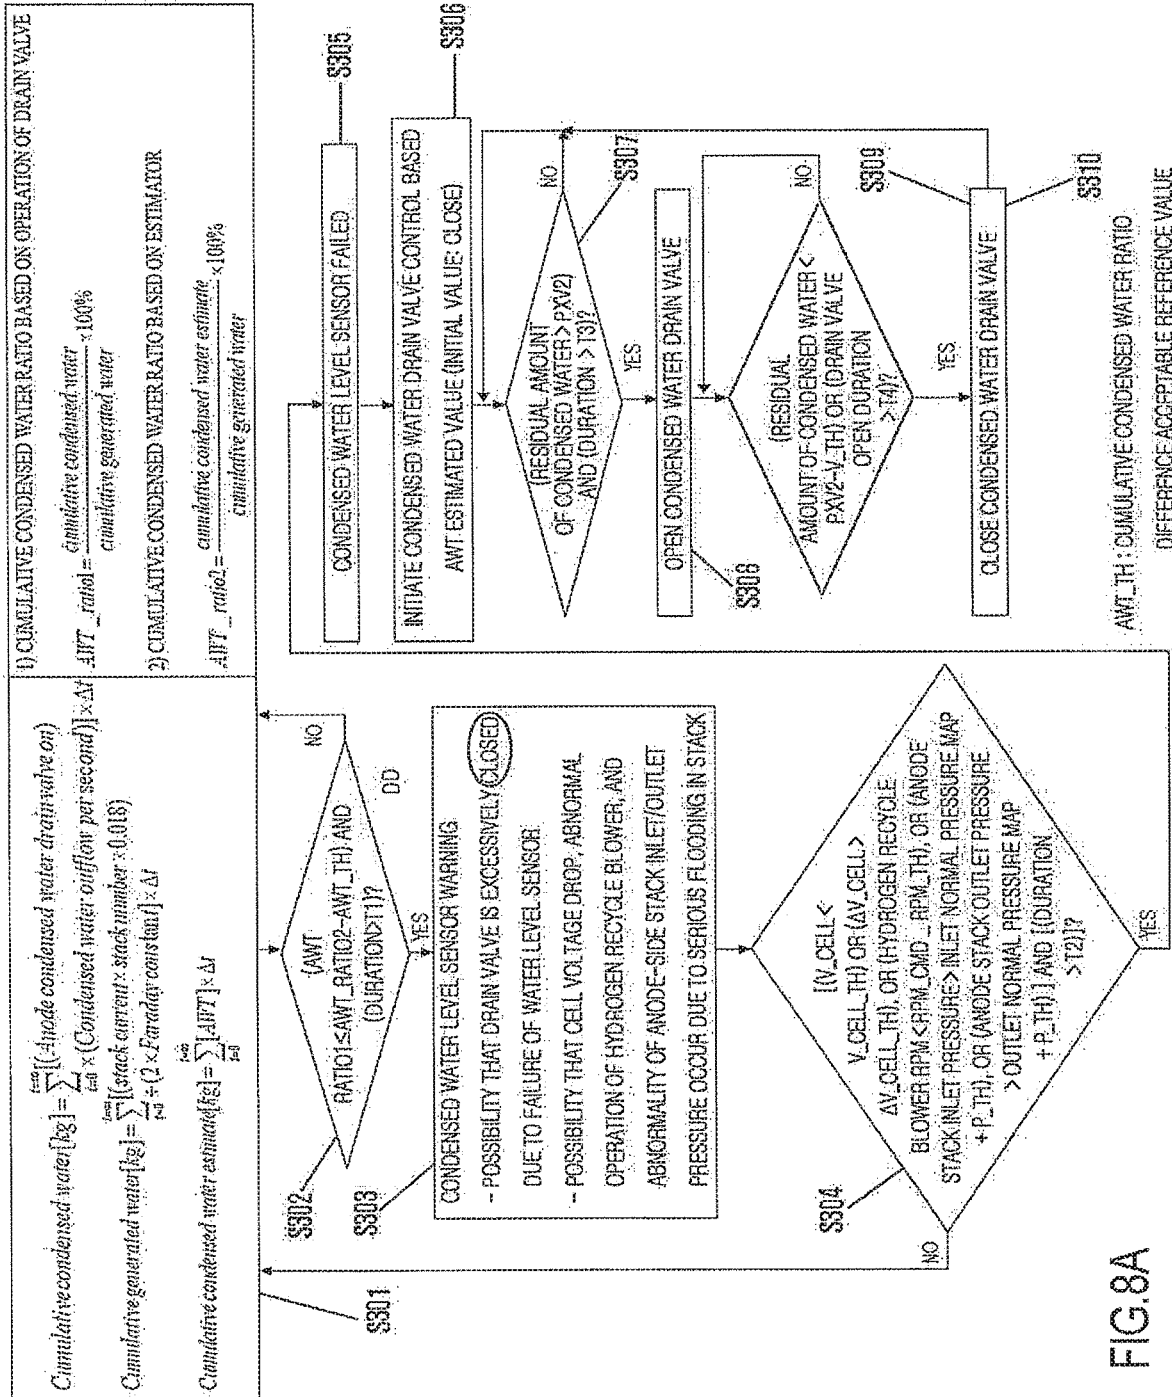 Cumulative condensed water[kg]= ∑[(Anode condensed water drain valve on)
t=∞
t=0
×(Condensed water outflow per second)]×Δt
Cumulative generated water[kg]= ∑[(stack current×stack number×0.018)
÷(2×Faraday constant]×Δt
Cumulative condensed water estimate[kg]= ∑[AWT]×Δt
1) CUMULATIVE CONDENSED WATER RATIO BASED ON OPERATION OF DRAIN VALVE
AWT_ratio1= cumulative condensed water
cumulative generated water
×100%
2) CUMULATIVE CONDENSED WATER RATIO BASED ON ESTIMATOR
AWT_ratio2= cumulative condensed water estimate
cumulative generated water
×100%
S301
(AWT
RATIO1≤AWT_RATIO2-AWT_TH) AND
(DURATION>T1)?
S302
NO
DD
YES
S303
CONDENSED WATER LEVEL SENSOR WARNING
- POSSIBILITY THAT DRAIN VALVE IS EXCESSIVELY CLOSED
DUE TO FAILURE OF WATER LEVEL SENSOR
- POSSIBILITY THAT CELL VOLTAGE DROP, ABNORMAL
OPERATION OF HYDROGEN RECYCLE BLOWER, AND
ABNORMALITY OF ANODE-SIDE STACK INLET/OUTLET
PRESSURE OCCUR DUE TO SERIOUS FLOODING IN STACK
S304
[(V_CELL<
V_CELL_TH) OR (ΔV_CELL>
ΔV_CELL_TH), OR (HYDROGEN RECYCLE
BLOWER RPM <RPM_CMD _RPM_TH), OR (ANODE
STACK INLET PRESSURE> INLET NORMAL PRESSURE MAP
+P_TH), OR (ANODE STACK OUTLET PRESSURE
> OUTLET NORMAL PRESSURE MAP
+ P_TH).] AND [(DURATION
>T2)]?
NO
YES
CONDENSED WATER LEVEL SENSOR FAILED
S305
INITIATE CONDENSED WATER DRAIN VALVE CONTROL BASED
AWT ESTIMATED VALUE (INITIAL VALUE: CLOSE)
S306
(RESIDUAL AMOUNT
OF CONDENSED WATER > PXV2)
AND (DURATION > T3)?
NO
S307
YES
OPEN CONDENSED WATER DRAIN VALVE
S308
(RESIDUAL
AMOUNT OF CONDENSED WATER <
PXV2-V_TH) OR (DRAIN VALVE
OPEN DURATION
> T4)?
NO
S309
YES
CLOSE CONDENSED WATER DRAIN VALVE
S310
AWT_TH : CUMULATIVE CONDENSED WATER RATIO
DIFFERENCE ACCEPTABLE REFERENCE VALUE
FIG.8A